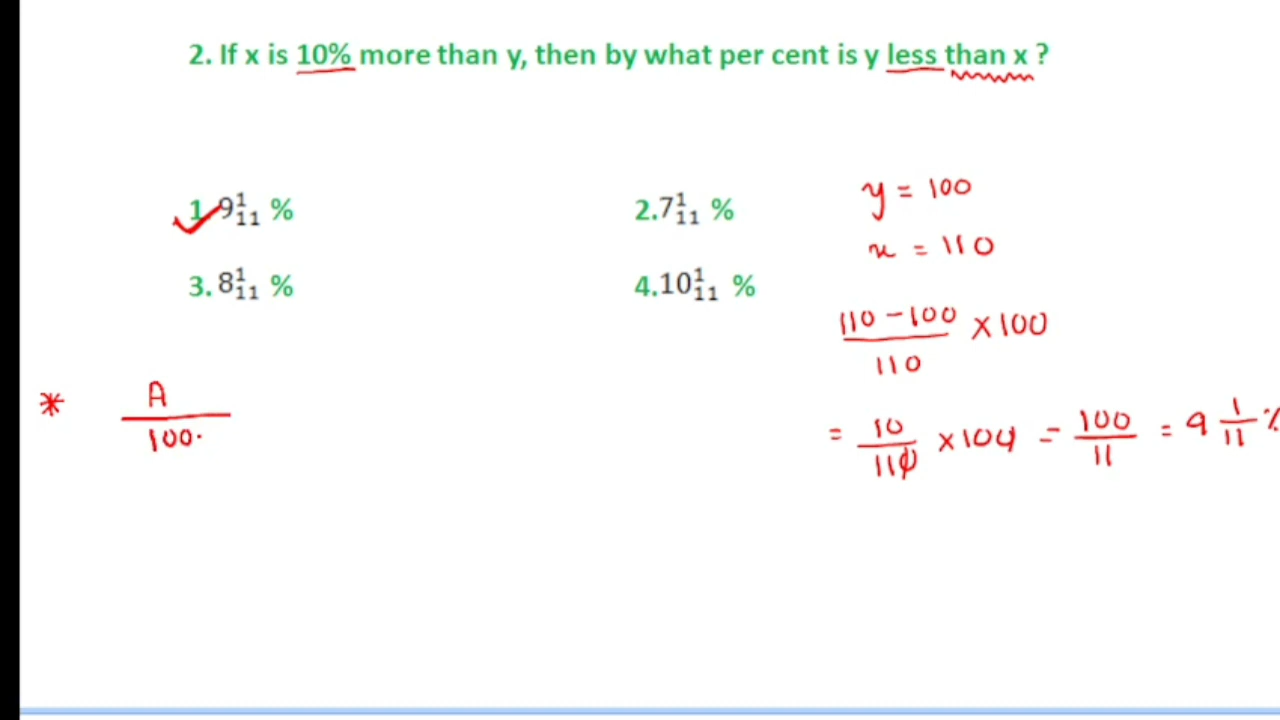 2. If x is 10% more than y, then by what per cent is y less than x ?
1. 9 1/11 %
2. 7 1/11 %
3. 8 1/11 %
4. 10 1/11 %
y = 100
x = 110
110 - 100 / 110 × 100
= 10/110 × 100 = 100/11 = 9 1/11 %
* A / 100.